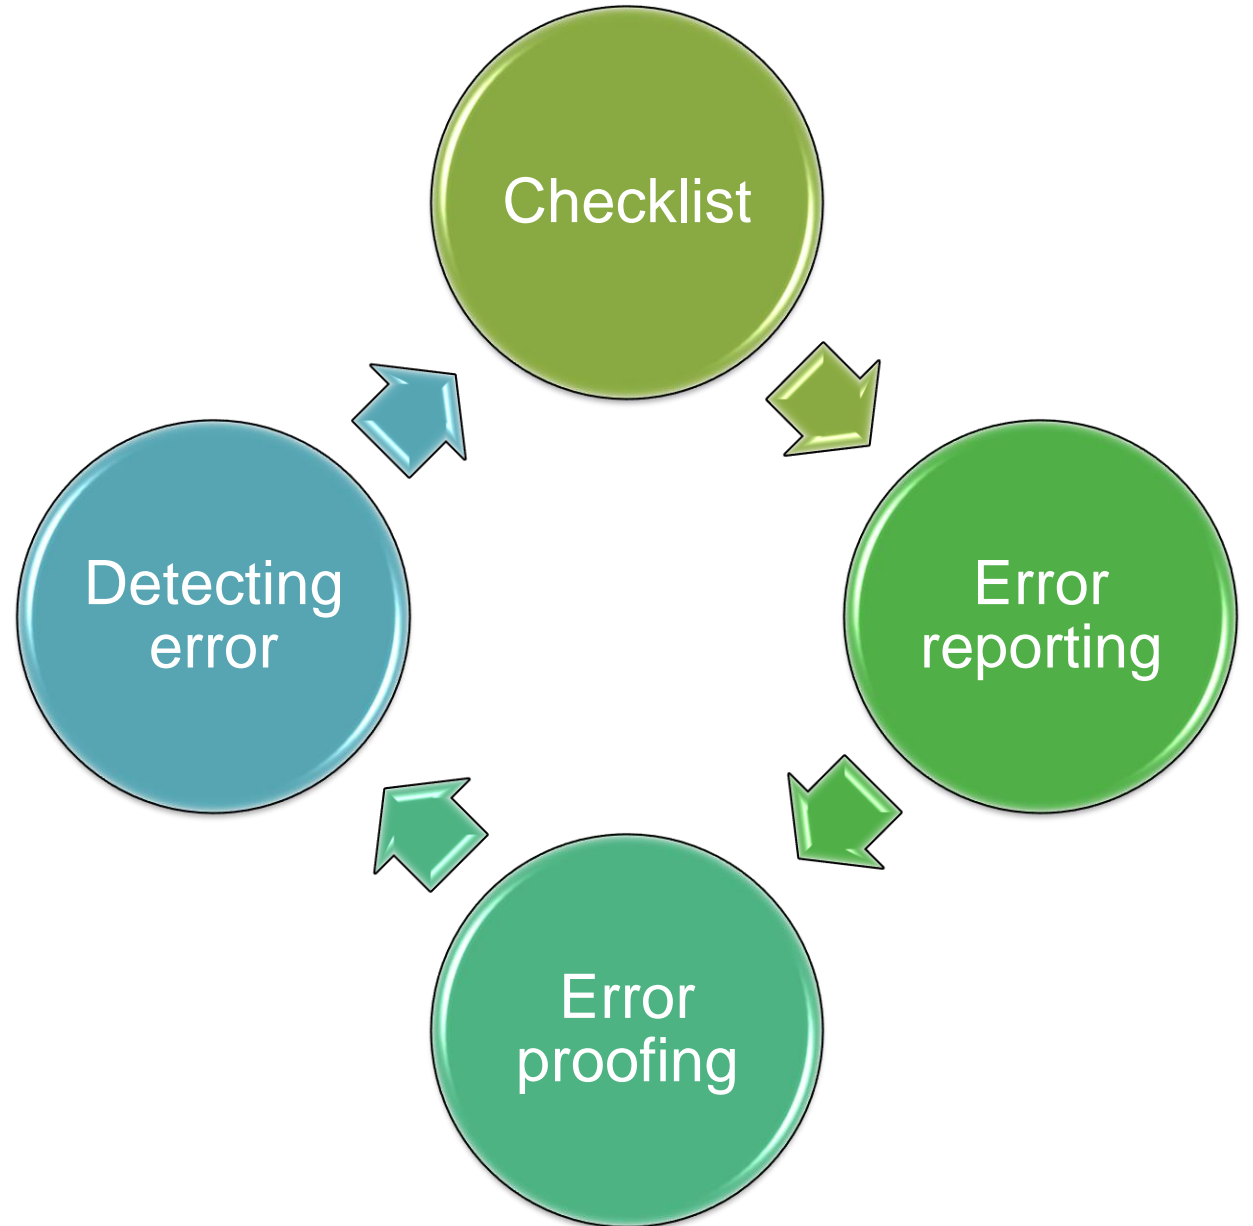 Checklist
Error
reporting
Error
proofing
Detecting
error